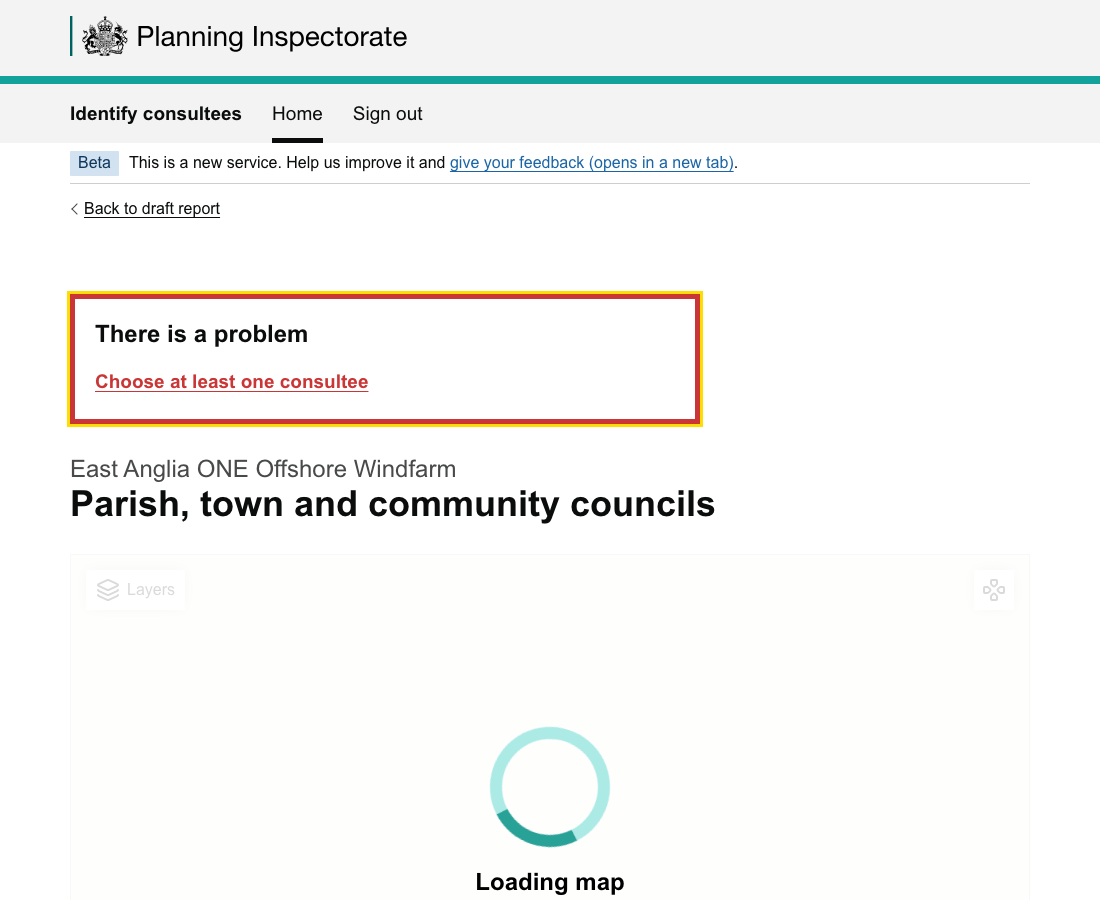 Planning Inspectorate
Identify consultees Home Sign out
Beta This is a new service. Help us improve it and give your feedback (opens in a new tab).
Back to draft report
There is a problem
Choose at least one consultee
East Anglia ONE Offshore Windfarm
Parish, town and community councils
Layers
Loading map